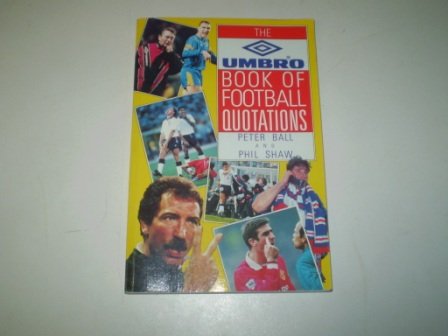 THE
UMBRO
BOOK OF
FOOTBALL
QUOTATIONS
PETER BALL
AND
PHIL SHAW